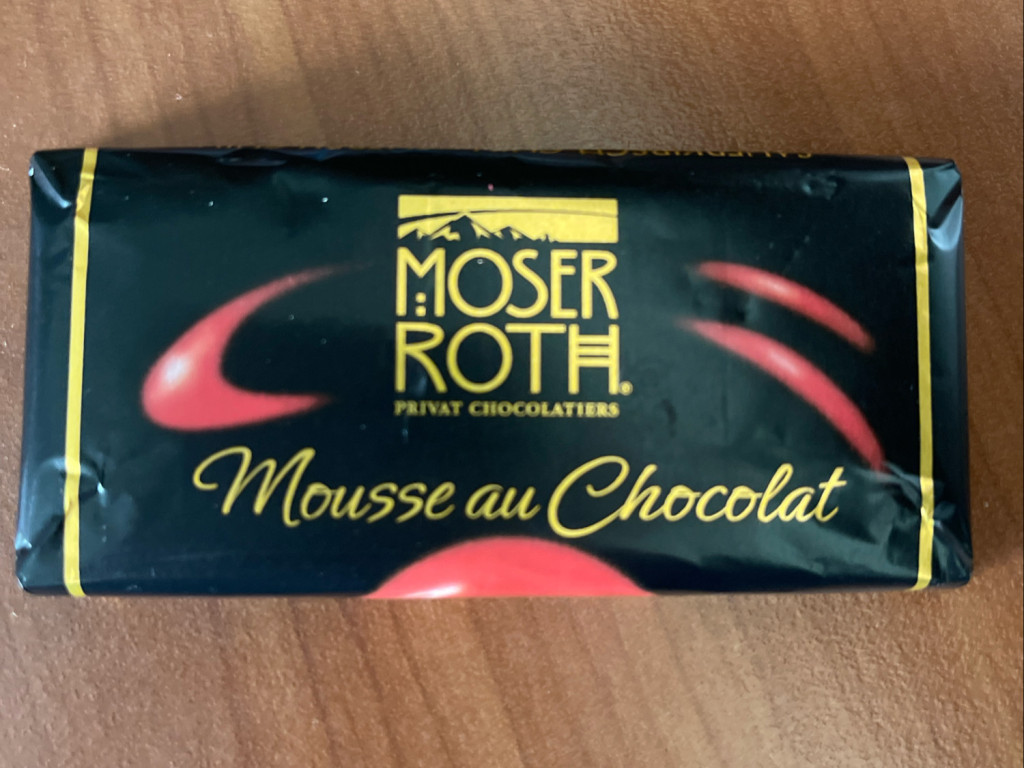 MOSER
ROTH®
PRIVAT CHOCOLATIERS
Mousse au Chocolat